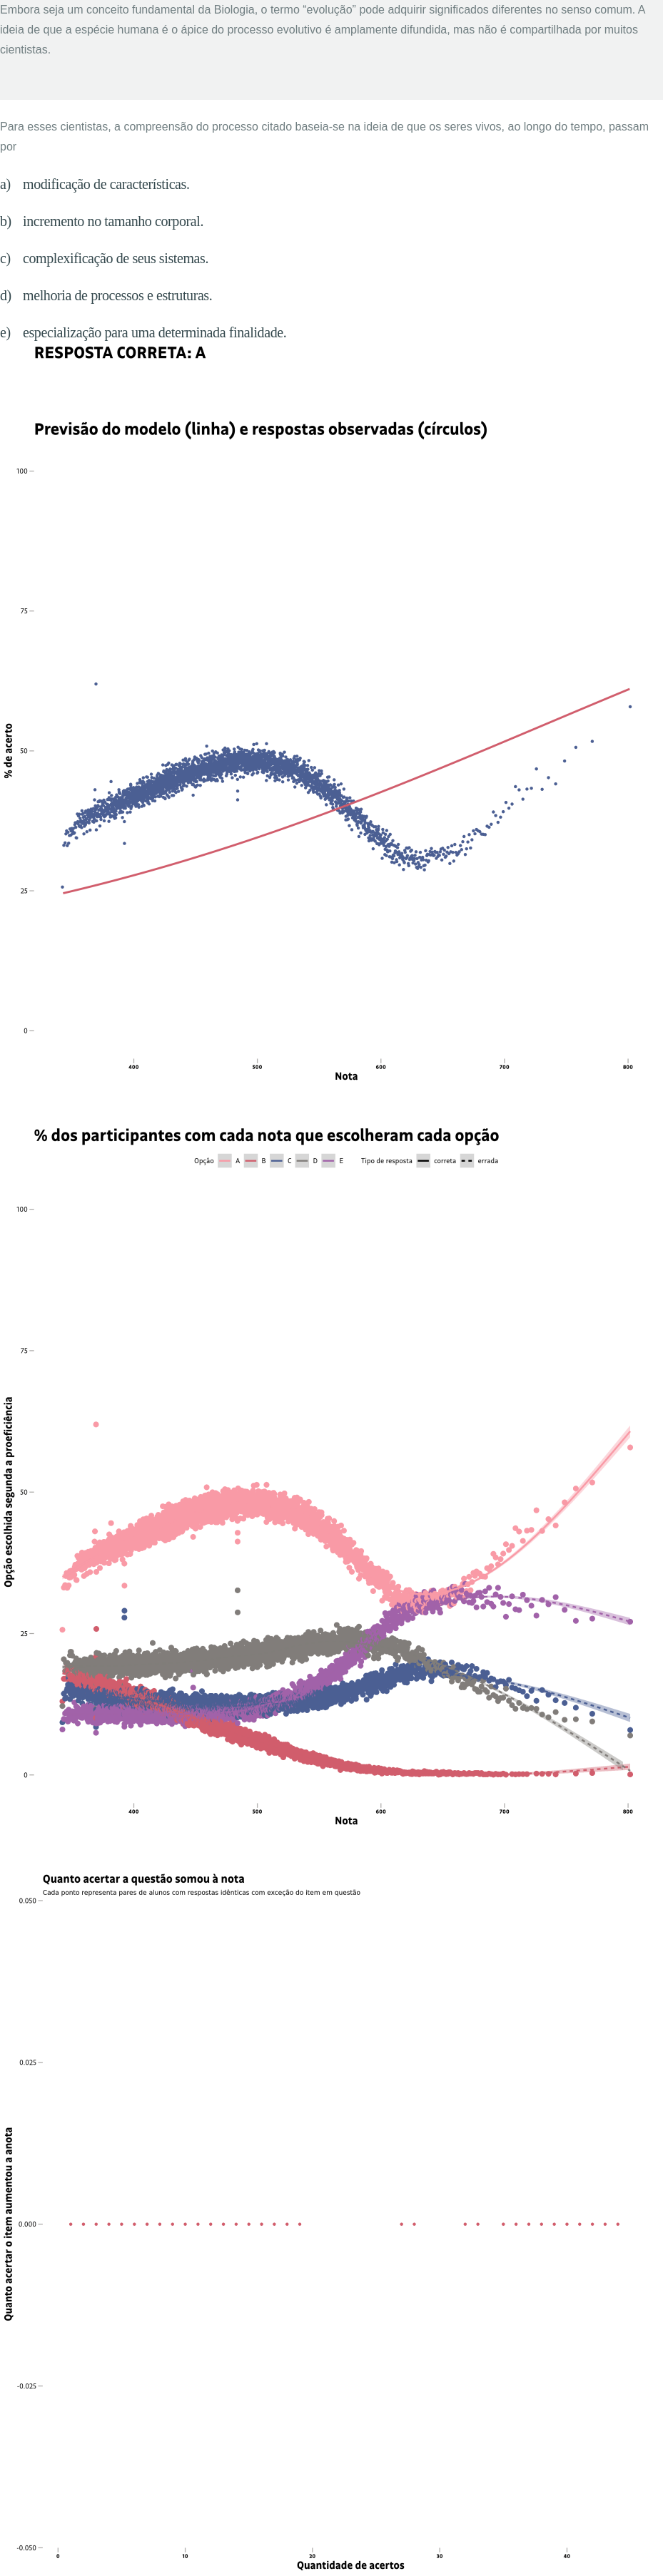 Embora seja um conceito fundamental da Biologia, o termo “evolução” pode adquirir significados diferentes no senso comum. A
ideia de que a espécie humana é o ápice do processo evolutivo é amplamente difundida, mas não é compartilhada por muitos
cientistas.
Para esses cientistas, a compreensão do processo citado baseia-se na ideia de que os seres vivos, ao longo do tempo, passam
por
a) modificação de características.
b) incremento no tamanho corporal.
c) complexificação de seus sistemas.
d) melhoria de processos e estruturas.
e) especialização para uma determinada finalidade.
RESPOSTA CORRETA: A
Previsão do modelo (linha) e respostas observadas (círculos)
% de acerto
100
75
50
25
0
400 500 600 700 800
Nota
% dos participantes com cada nota que escolheram cada opção
Opção A B C D E Tipo de resposta correta errada
Opção escolhida segunda a proeficiência
100
75
50
25
0
400 500 600 700 800
Nota
Quanto acertar a questão somou à nota
Cada ponto representa pares de alunos com respostas idênticas com exceção do item em questão
Quanto acertar o item aumentou a anota
0.050
0.025
0.000
-0.025
-0.050
0 10 20 30 40
Quantidade de acertos